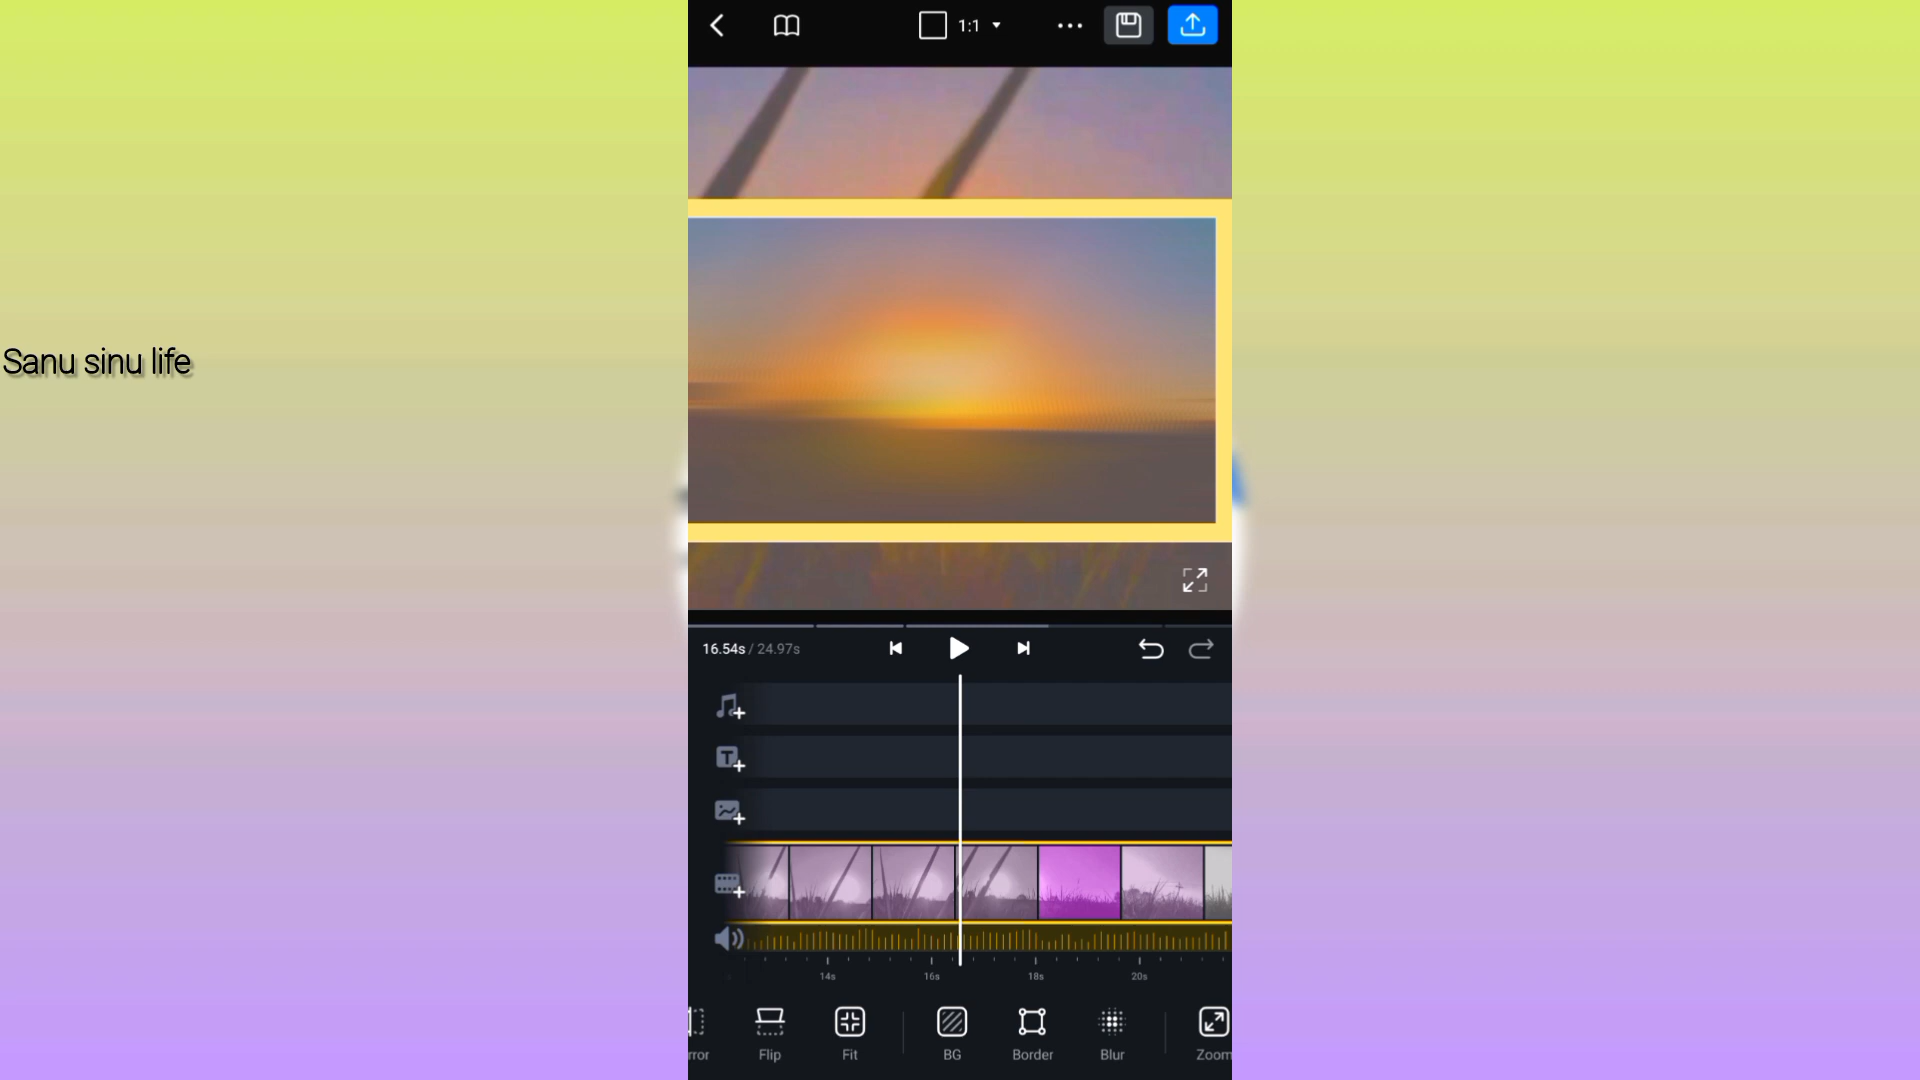 1:1
Sanu sinu life
16.54s / 24.97s
14s 16s 18s 20s
rror Flip Fit BG Border Blur Zoom